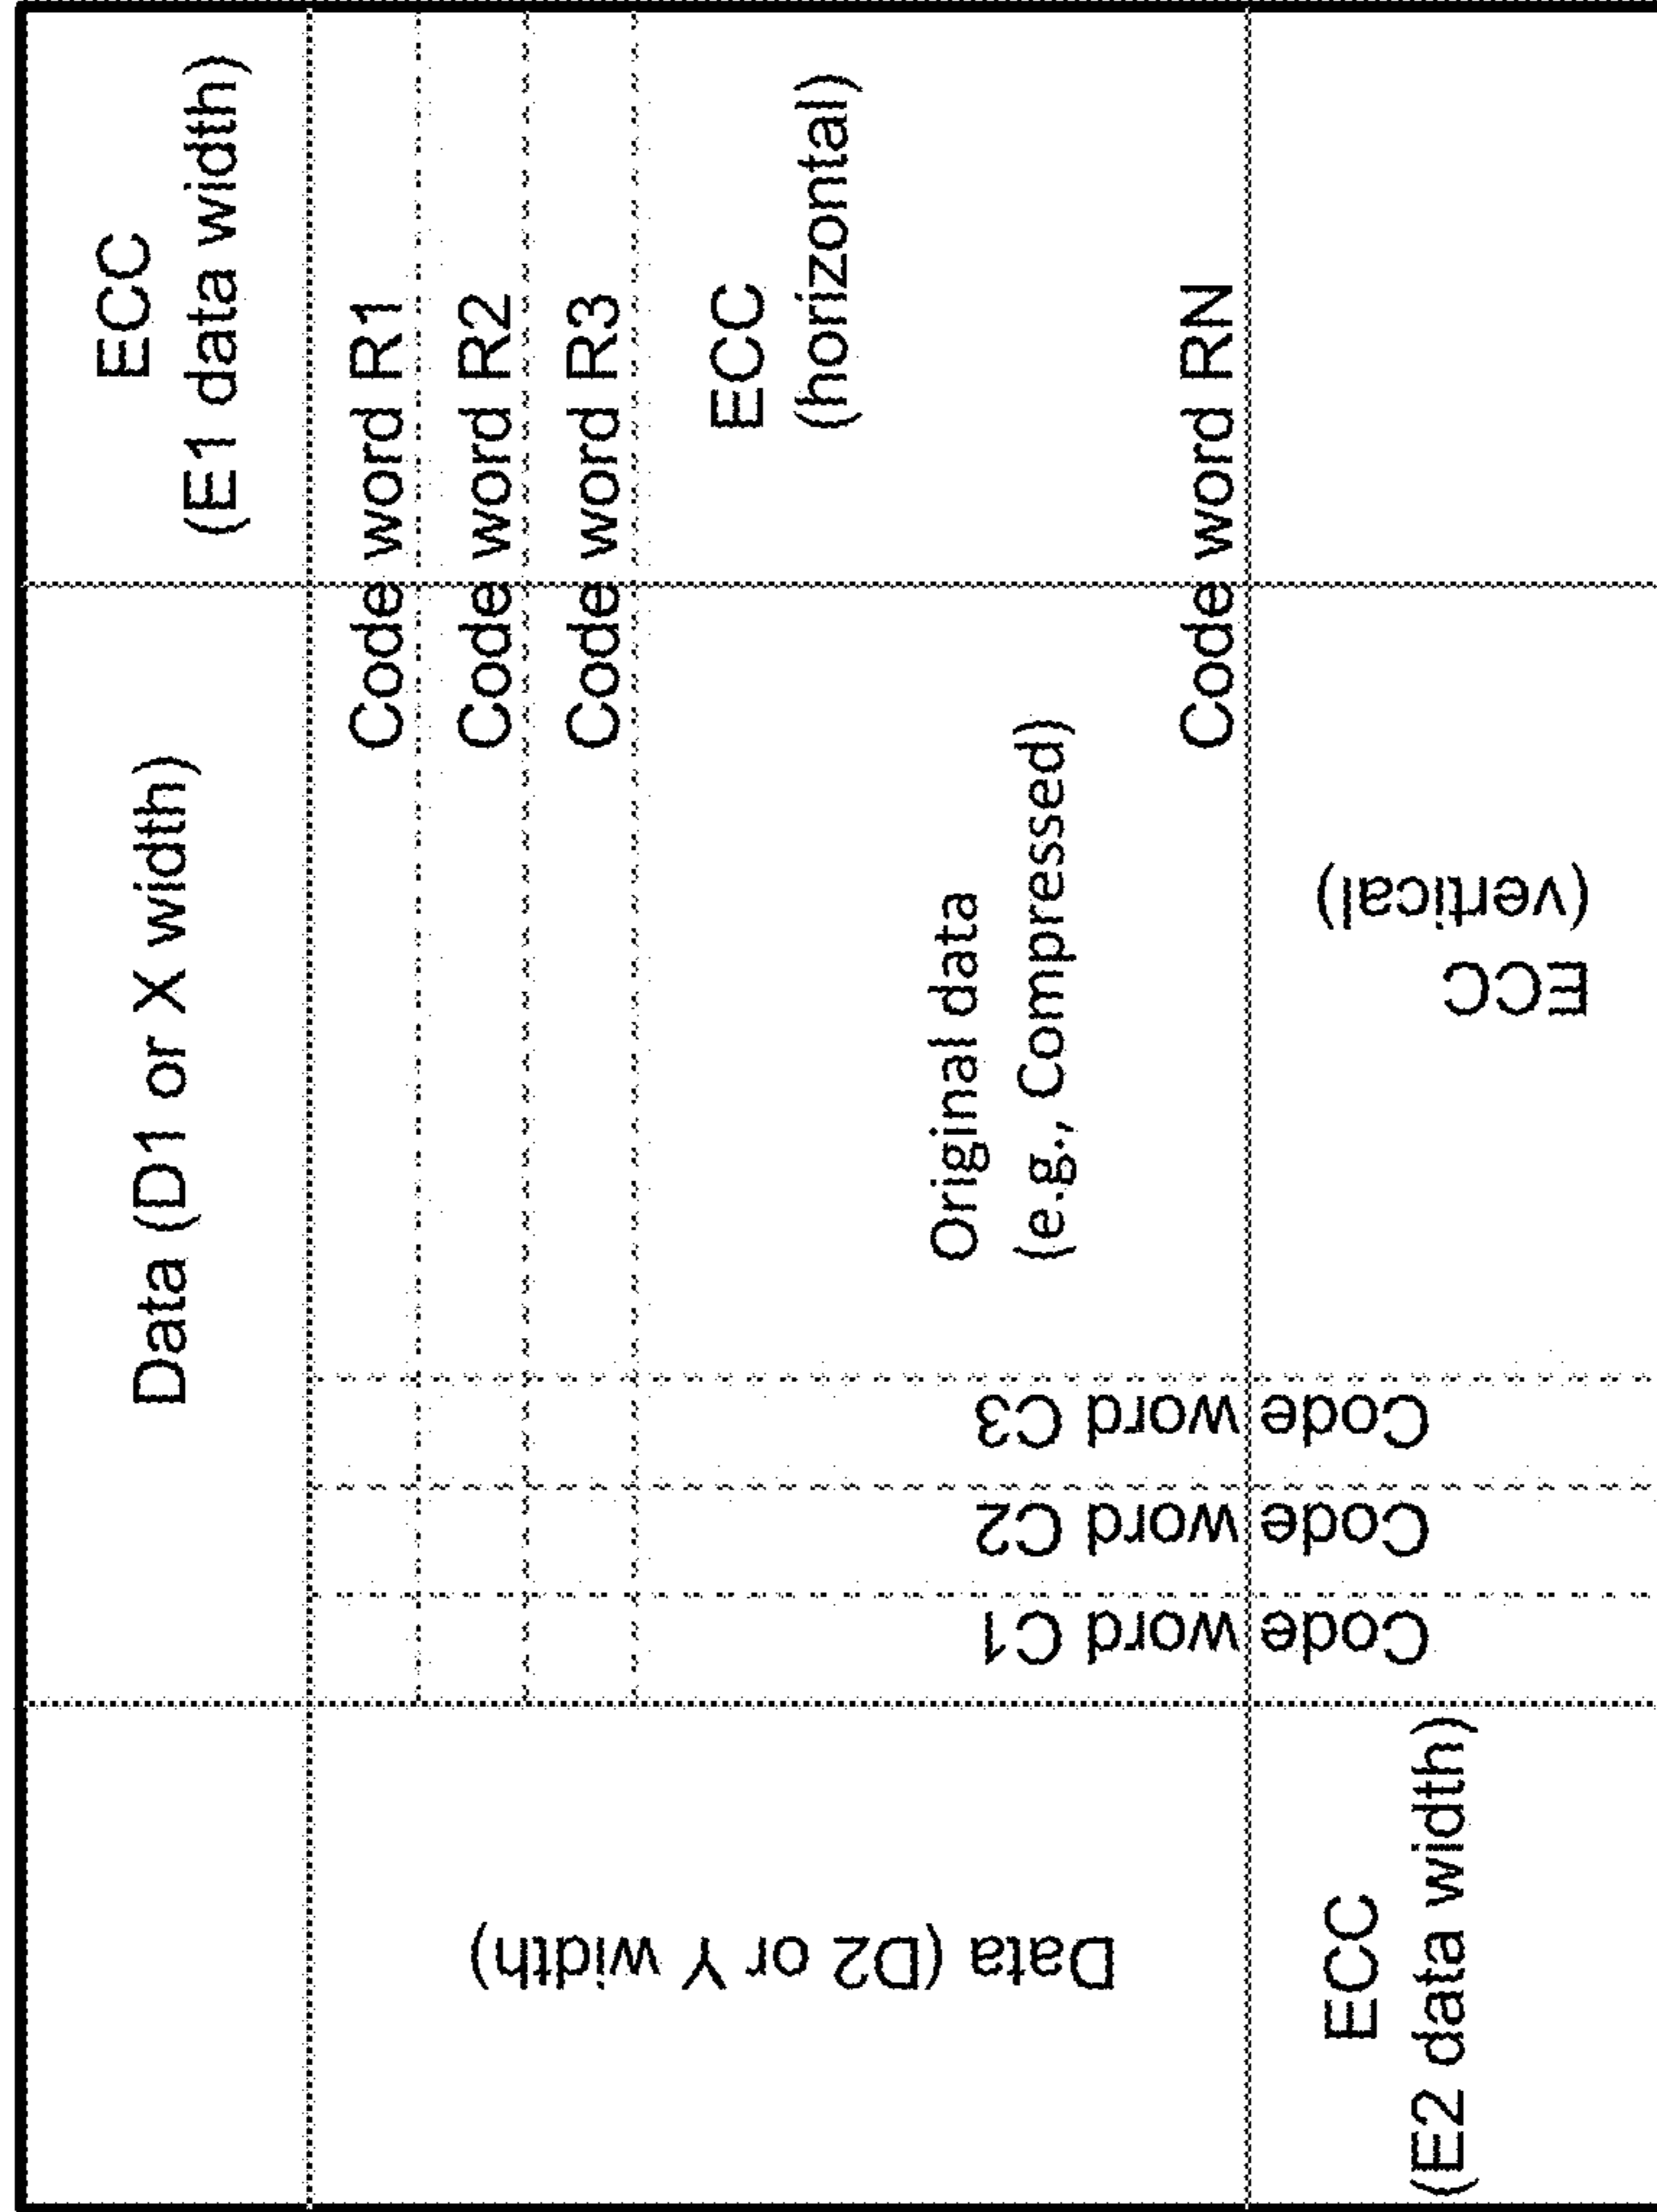 Data (D1 or X width)
ECC
(E1 data width)
Code word R1
Code word R2
Code word R3
ECC
(horizontal)
Data (D2 or Y width)
Code word C1
Code word C2
Code word C3
Original data
(e.g., Compressed)
Code word RN
ECC
(E2 data width)
ECC
(vertical)